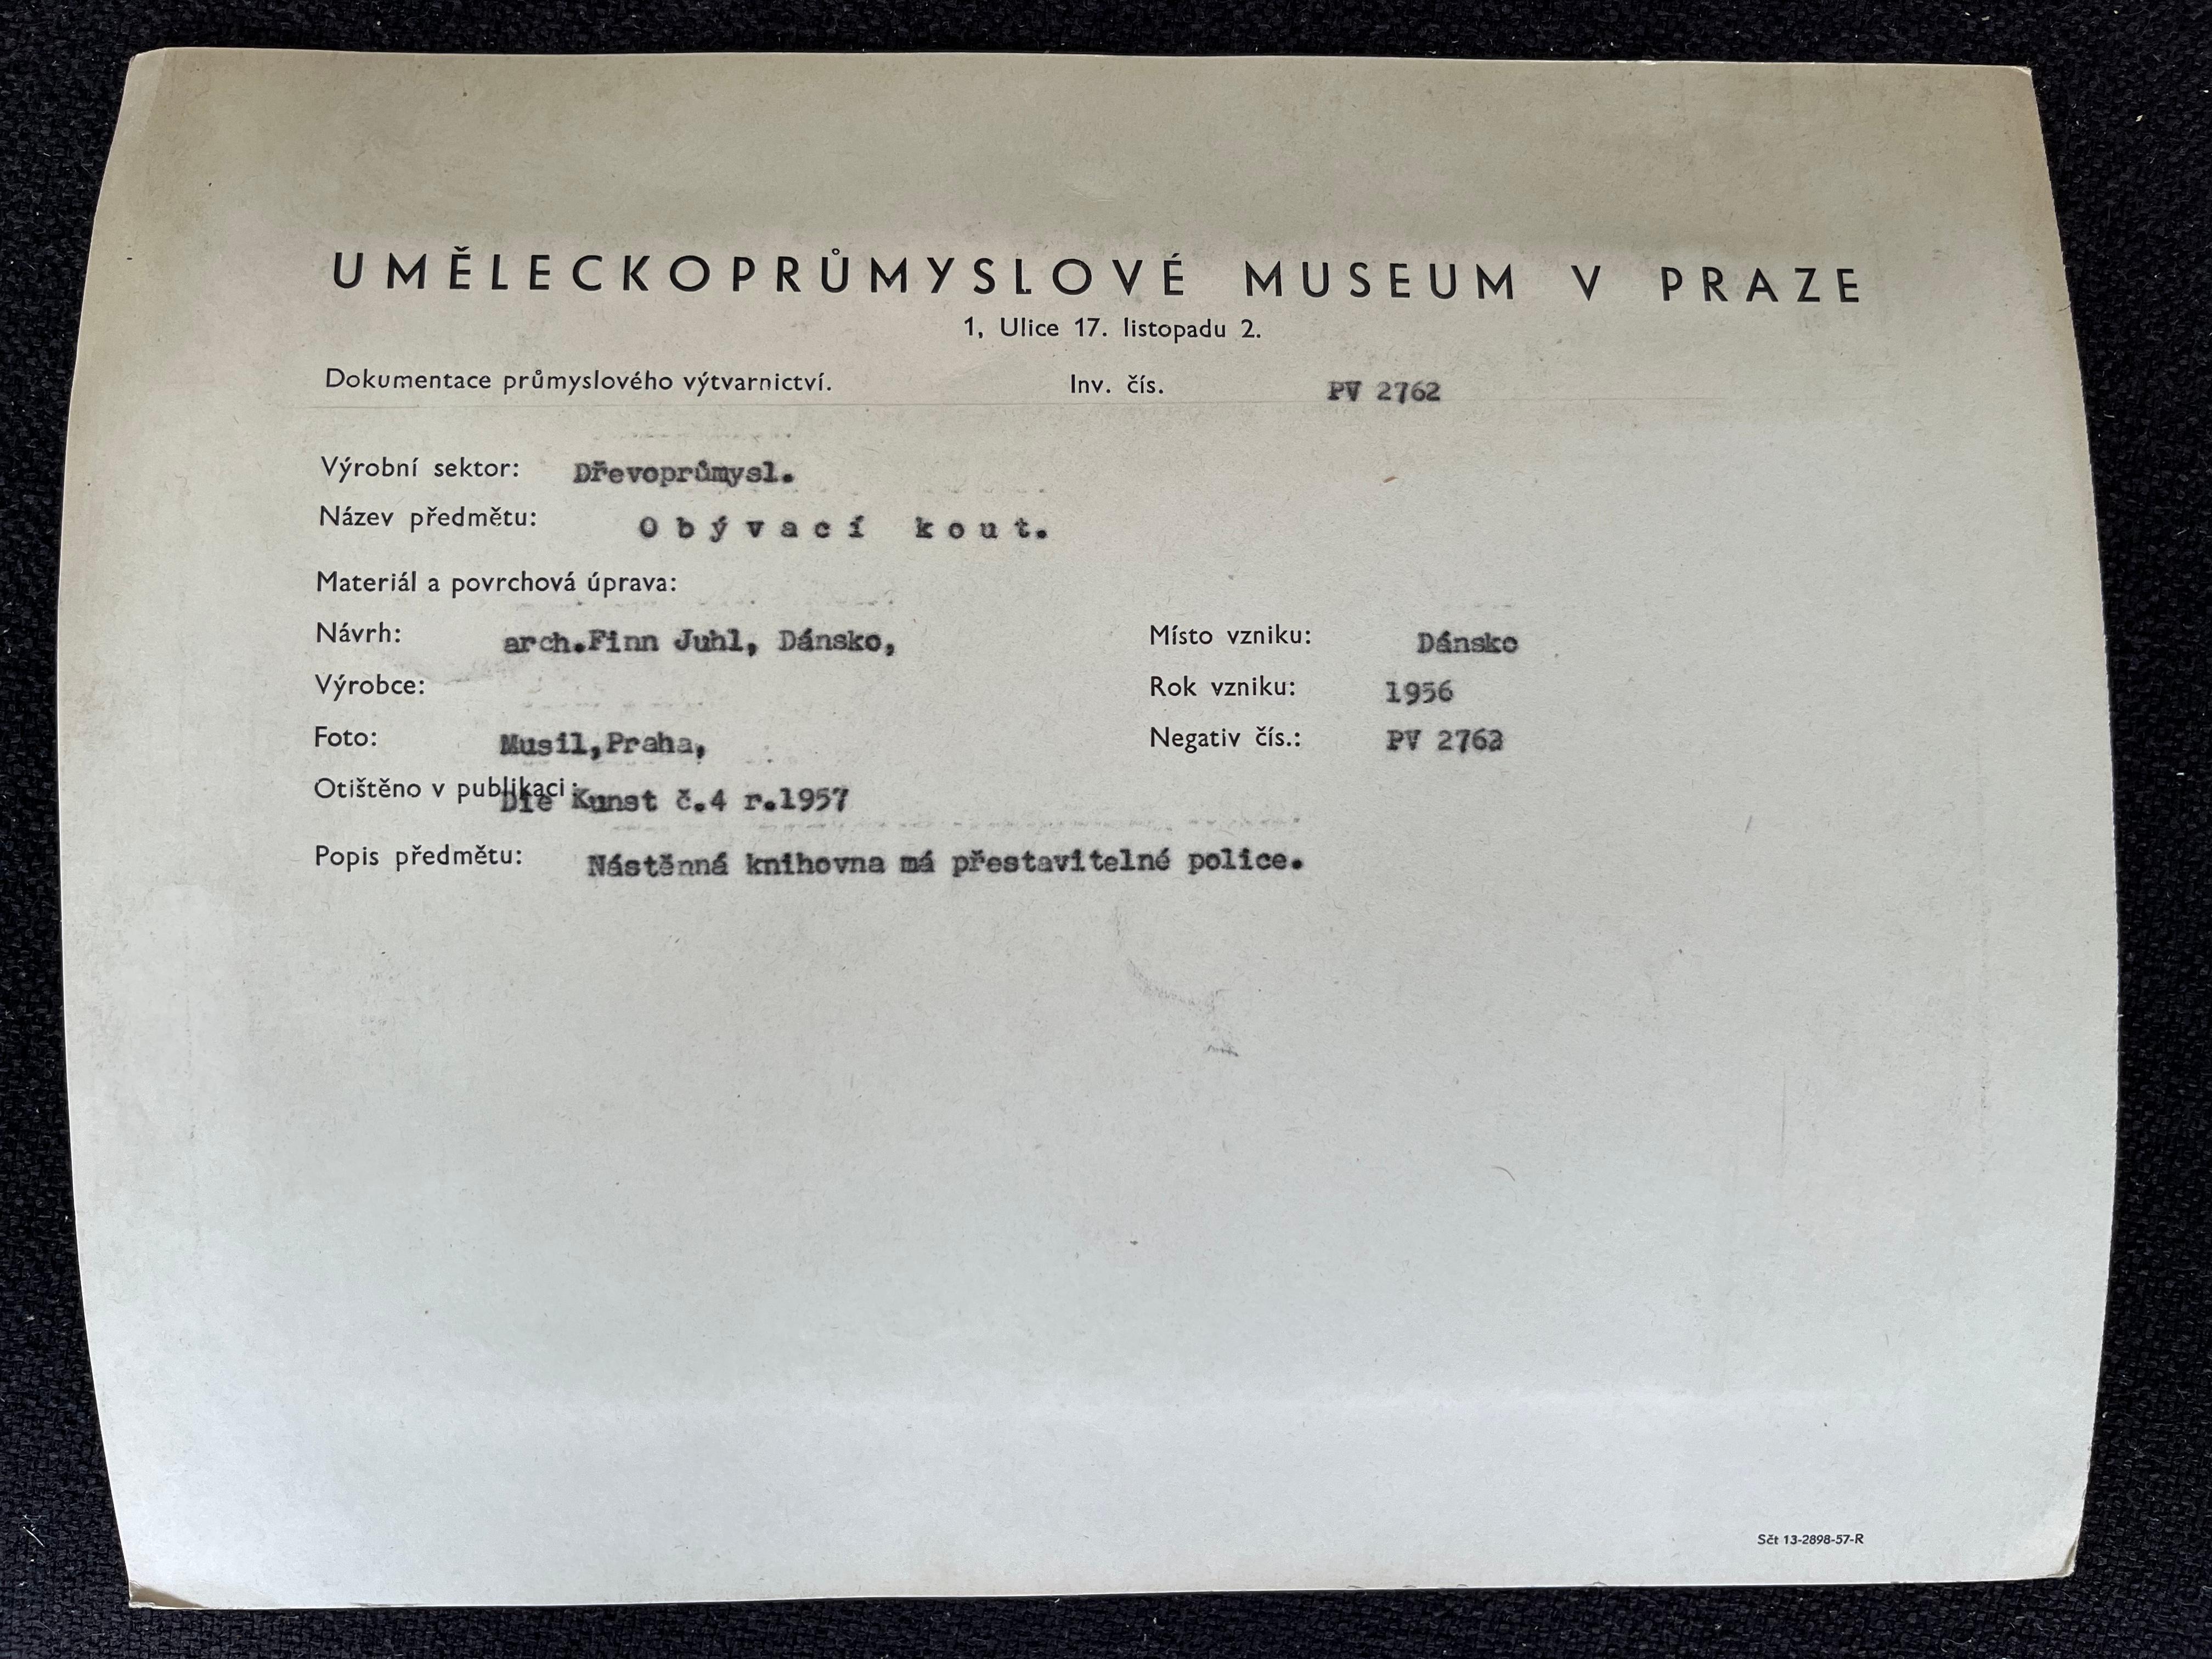 UMĚLECKOPRŮMYSLOVÉ MUSEUM V PRAZE
1, Ulice 17. listopadu 2.
Dokumentace průmyslového výtvarnictví. Inv. čís. PV 2762
Výrobní sektor: Dřevoprůmysl.
Název předmětu: Obývací kout.
Materiál a povrchová úprava:
Návrh: arch.Finn Juhl, Dánsko, Místo vzniku: Dánsko
Výrobce: Rok vzniku: 1956
Foto: Musil,Praha, Negativ čís.: PV 2762
Otištěno v publikaci: Die Kunst č.4 r.1957
Popis předmětu: Nástěnná knihovna má přestavitelné police.
Sčt 13-2898-57-R